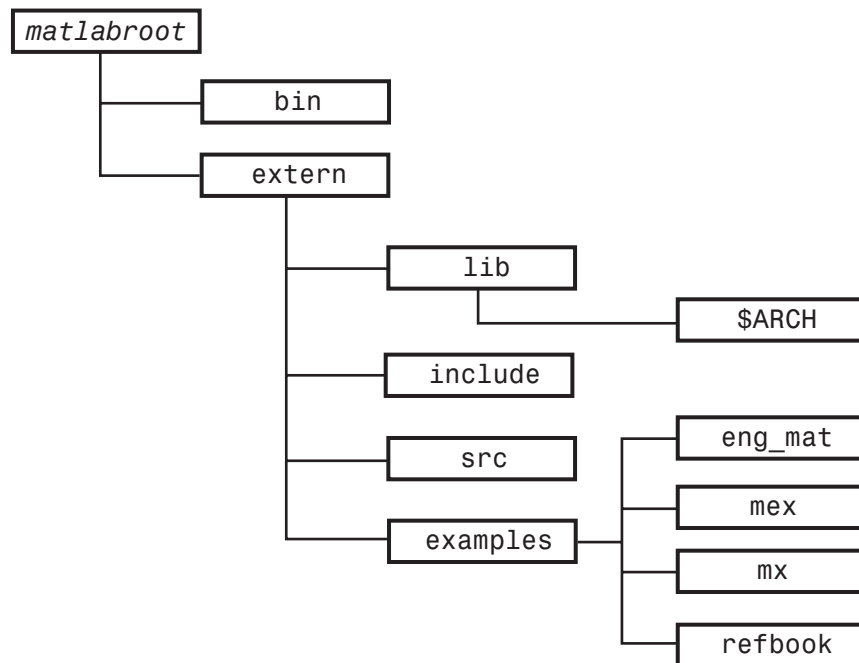 matlabroot
bin
extern
lib
$ARCH
include
src
examples
eng_mat
mex
mx
refbook